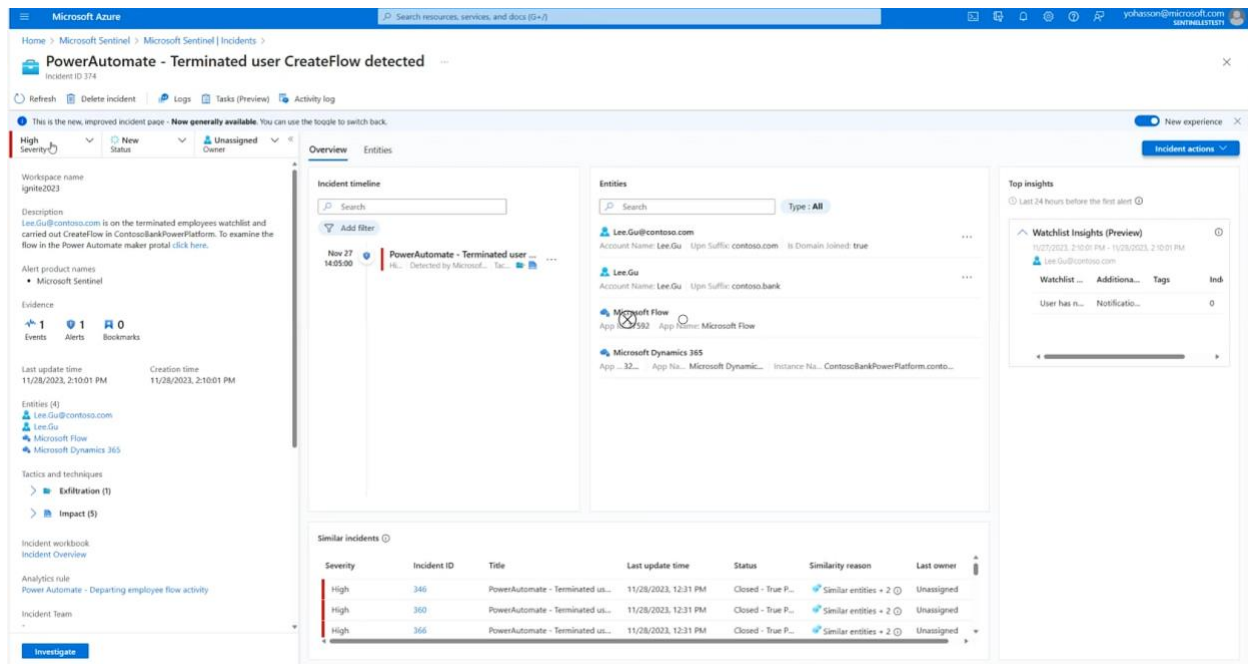 Microsoft Azure
Search resources, services, and docs (G+/)
yohasson@microsoft.com
SENTINELSTEST1
Home > Microsoft Sentinel > Microsoft Sentinel | Incidents >
PowerAutomate - Terminated user CreateFlow detected ...
Incident ID 374
Refresh Delete incident Logs Tasks (Preview) Activity log
This is the new, improved incident page - Now generally available. You can use the toggle to switch back.
New experience
High
Severity
New
Status
Unassigned
Owner
Workspace name
ignite2023
Description
Lee.Gu@contoso.com is on the terminated employees watchlist and
carried out CreateFlow in ContosoBankPowerPlatform. To examine the
flow in the Power Automate maker protal click here.
Alert product names
• Microsoft Sentinel
Evidence
1 1 0
Events Alerts Bookmarks
Last update time Creation time
11/28/2023, 2:10:01 PM 11/28/2023, 2:10:01 PM
Entities (4)
Lee.Gu@contoso.com
Lee.Gu
Microsoft Flow
Microsoft Dynamics 365
Tactics and techniques
Exfiltration (1)
Impact (5)
Incident workbook
Incident Overview
Analytics rule
Power Automate - Departing employee flow activity
Incident Team
-
Investigate
Overview Entities
Incident actions
Incident timeline
Search
Add filter
Nov 27
14:05:00
PowerAutomate - Terminated user ...
Hi... Detected by Microsof... Tac...
Entities
Search
Type : All
Lee.Gu@contoso.com
Account Name: Lee.Gu Upn Suffix: contoso.com Is Domain Joined: true
Lee.Gu
Account Name: Lee.Gu Upn Suffix: contoso.bank
Microsoft Flow
App 7592 App Name: Microsoft Flow
Microsoft Dynamics 365
App ... 32... App Na... Microsoft Dynamic... Instance Na... ContosoBankPowerPlatform.conto...
Top insights
Last 24 hours before the first alert
Watchlist Insights (Preview)
11/27/2023, 2:10:01 PM - 11/28/2023, 2:10:01 PM
Lee.Gu@contoso.com
Watchlist ... Additiona... Tags Ind
User has n... Notificatio... 0
Similar incidents
Severity Incident ID Title Last update time Status Similarity reason Last owner
High 346 PowerAutomate - Terminated us... 11/28/2023, 12:31 PM Closed - True P... Similar entities + 2 Unassigned
High 360 PowerAutomate - Terminated us... 11/28/2023, 12:31 PM Closed - True P... Similar entities + 2 Unassigned
High 366 PowerAutomate - Terminated us... 11/28/2023, 12:31 PM Closed - True P... Similar entities + 2 Unassigned